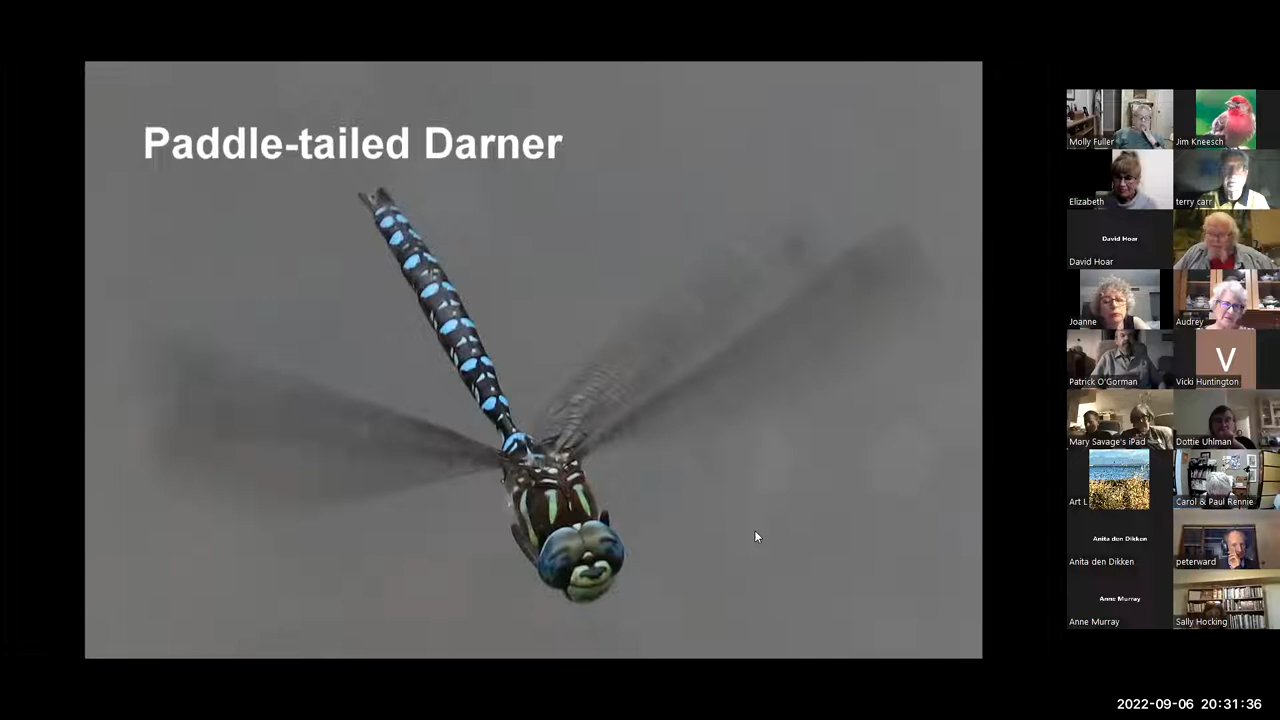 Paddle-tailed Darner
Molly Fuller
Jim Kneesch
Elizabeth
terry carr
David Hoar
David Hoar
Joanne
Audrey
Patrick O'Gorman
V
Vicki Huntington
Mary Savage's iPad
Dottie Uhlman
Art L
Carol & Paul Rennie
Anita den Dikken
Anita den Dikken
peterward
Anne Murray
Anne Murray
Sally Hocking
2022-09-06 20:31:36